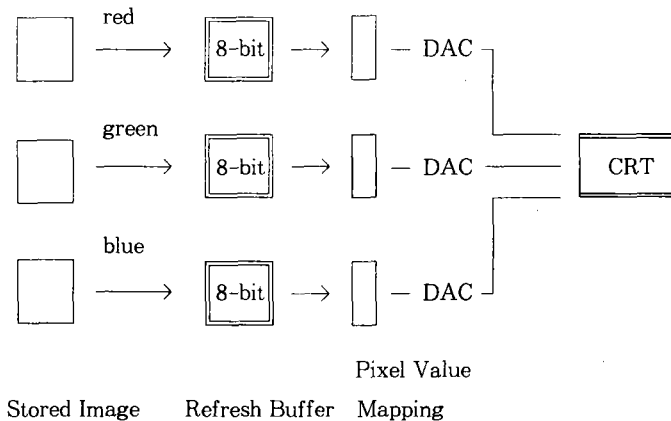 red
8-bit DAC
green
8-bit DAC CRT
blue
8-bit DAC
Pixel Value
Stored Image Refresh Buffer Mapping